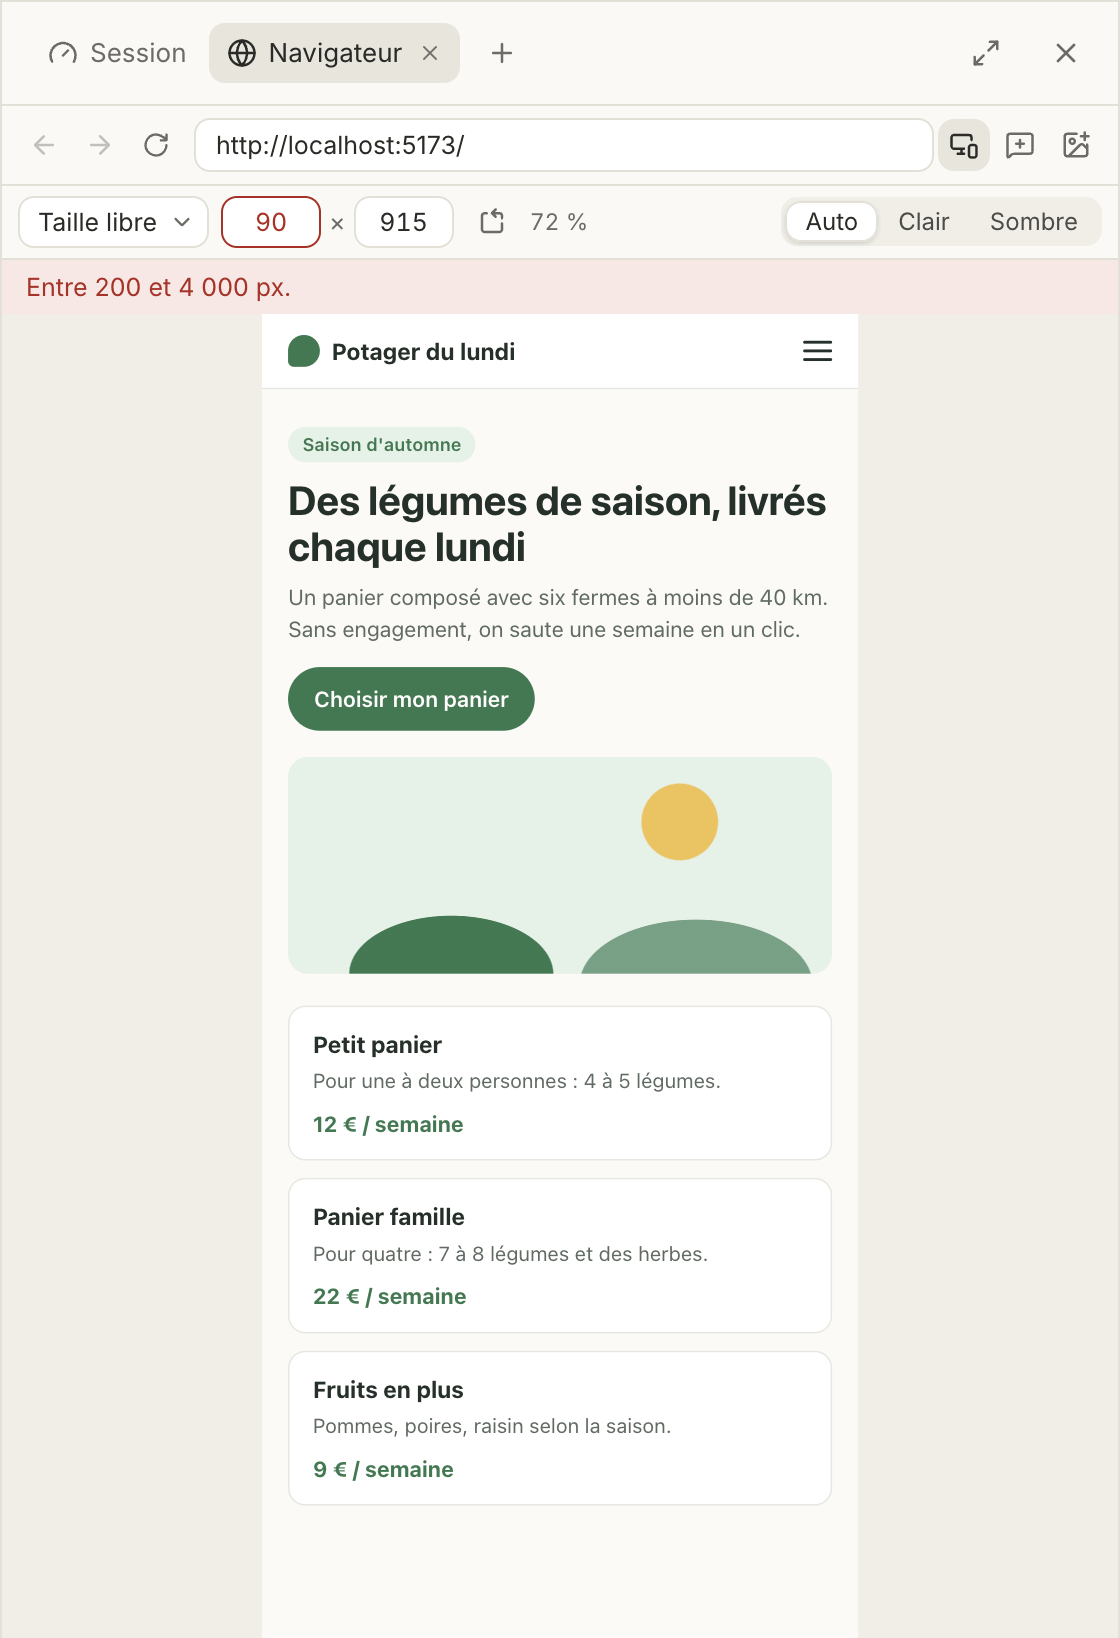 Session
Navigateur
http://localhost:5173/
Taille libre
90 × 915
72 %
Auto
Clair
Sombre
Entre 200 et 4 000 px.
Potager du lundi
Saison d'automne
Des légumes de saison, livrés
chaque lundi
Un panier composé avec six fermes à moins de 40 km.
Sans engagement, on saute une semaine en un clic.
Choisir mon panier
Petit panier
Pour une à deux personnes : 4 à 5 légumes.
12 € / semaine
Panier famille
Pour quatre : 7 à 8 légumes et des herbes.
22 € / semaine
Fruits en plus
Pommes, poires, raisin selon la saison.
9 € / semaine